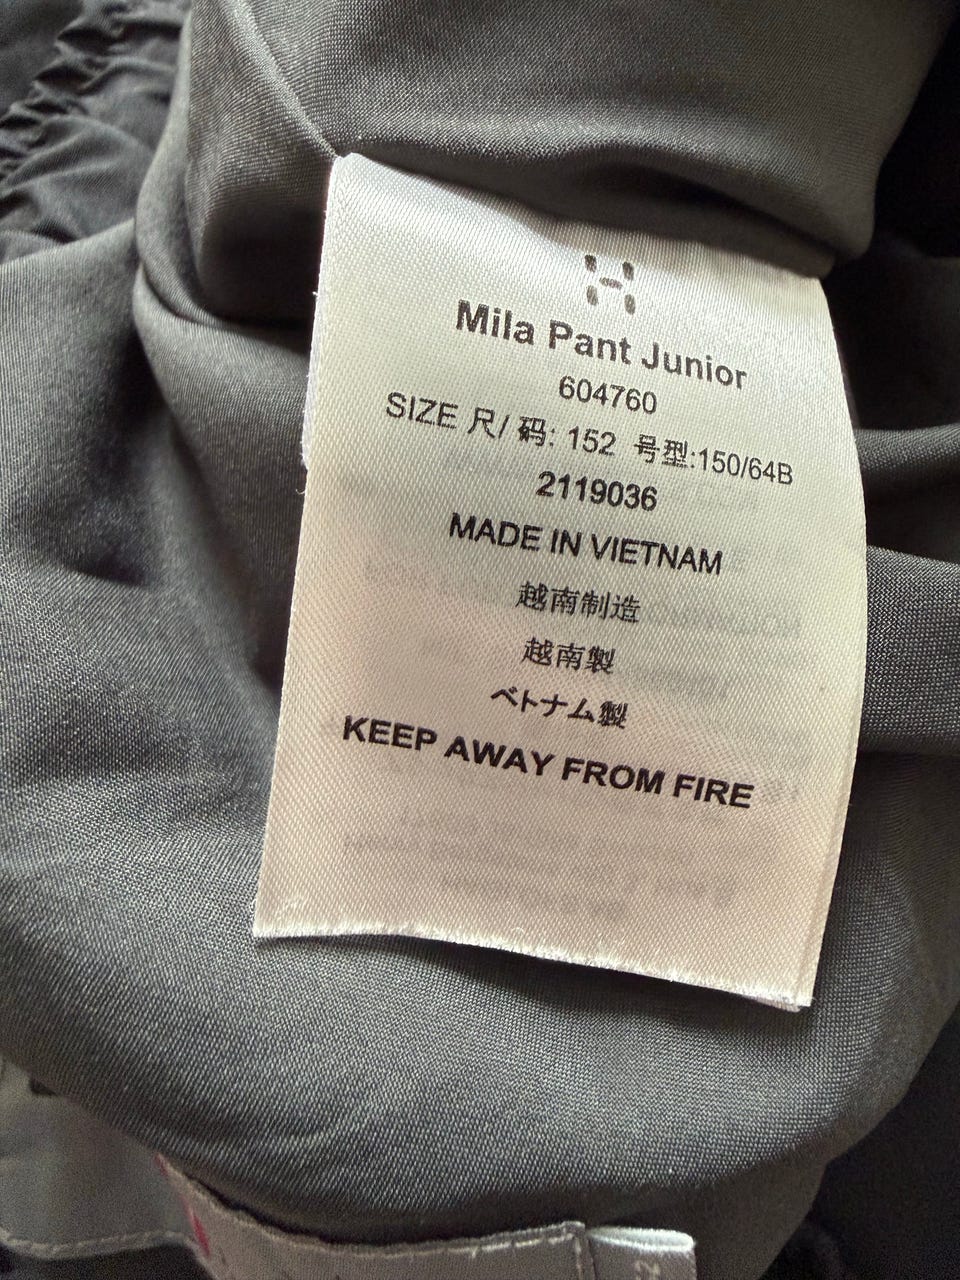 Mila Pant Junior
604760
SIZE 尺/ 码: 152 号型:150/64B
2119036
MADE IN VIETNAM
越南制造
越南製
ベトナム製
KEEP AWAY FROM FIRE